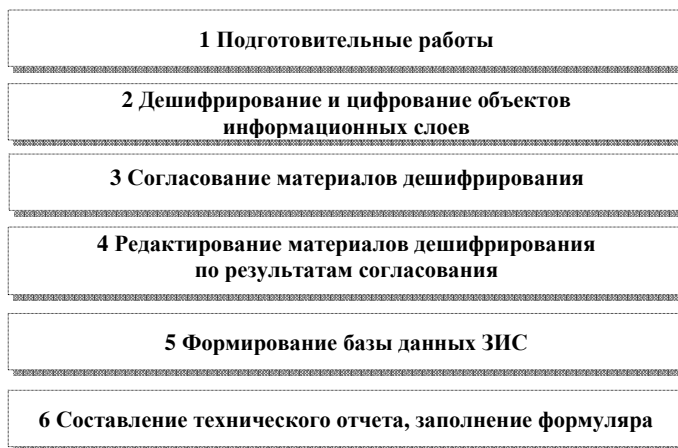 1 Подготовительные работы
2 Дешифрирование и цифрование объектов
информационных слоев
3 Согласование материалов дешифрирования
4 Редактирование материалов дешифрирования
по результатам согласования
5 Формирование базы данных ЗИС
6 Составление технического отчета, заполнение формуляра